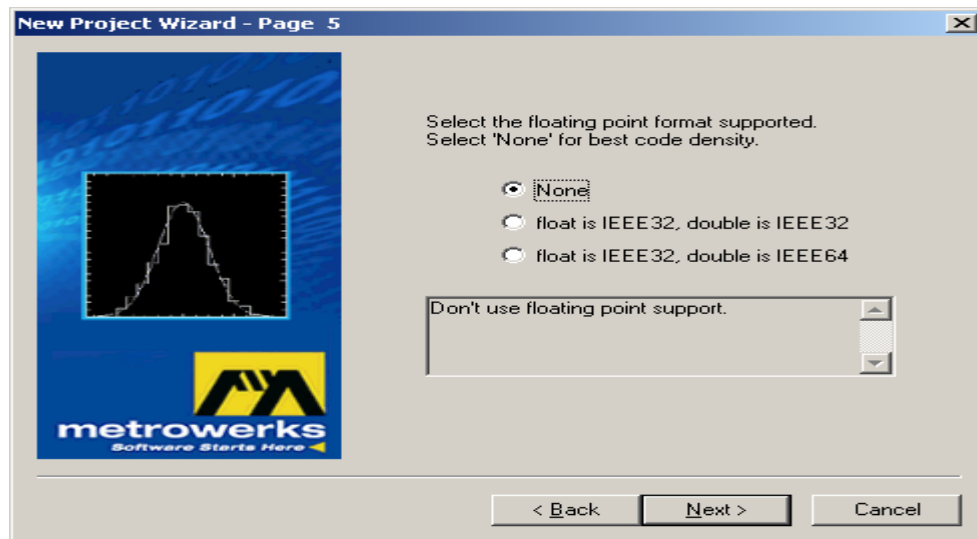 New Project Wizard - Page 5
Select the floating point format supported.
Select 'None' for best code density.
None
float is IEEE32, double is IEEE32
float is IEEE32, double is IEEE64
Don't use floating point support.
metrowerks
Software Starts Here
< Back
Next >
Cancel